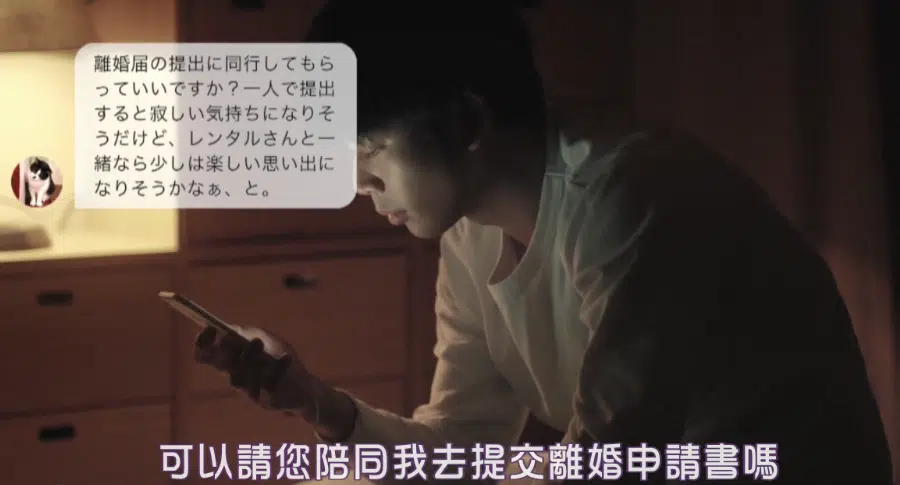 離婚届の提出に同行してもら
っていいですか？一人で提出
すると寂しい気持ちになりそ
うだけど、レンタルさんと一
緒なら少しは楽しい思い出に
なりそうかなぁ、と。
可以請您陪同我去提交離婚申請書嗎